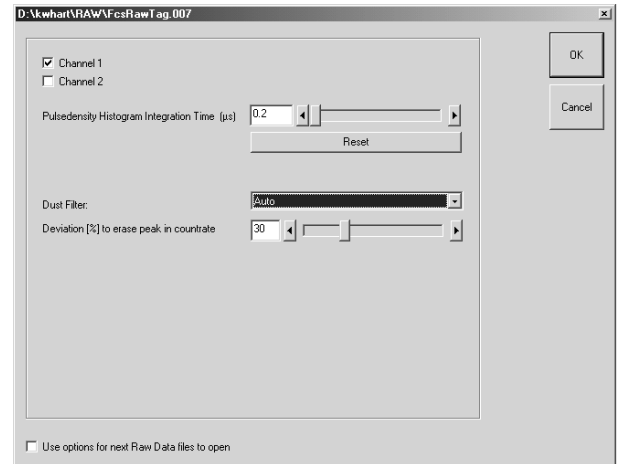 D:\kwhart\RAW\FcsRawTag.007
Channel 1
Channel 2
Pulsedensity Histogram Integration Time (µs) 0.2
Reset
Dust Filter: Auto
Deviation [%] to erase peak in countrate 30
OK
Cancel
Use options for next Raw Data files to open